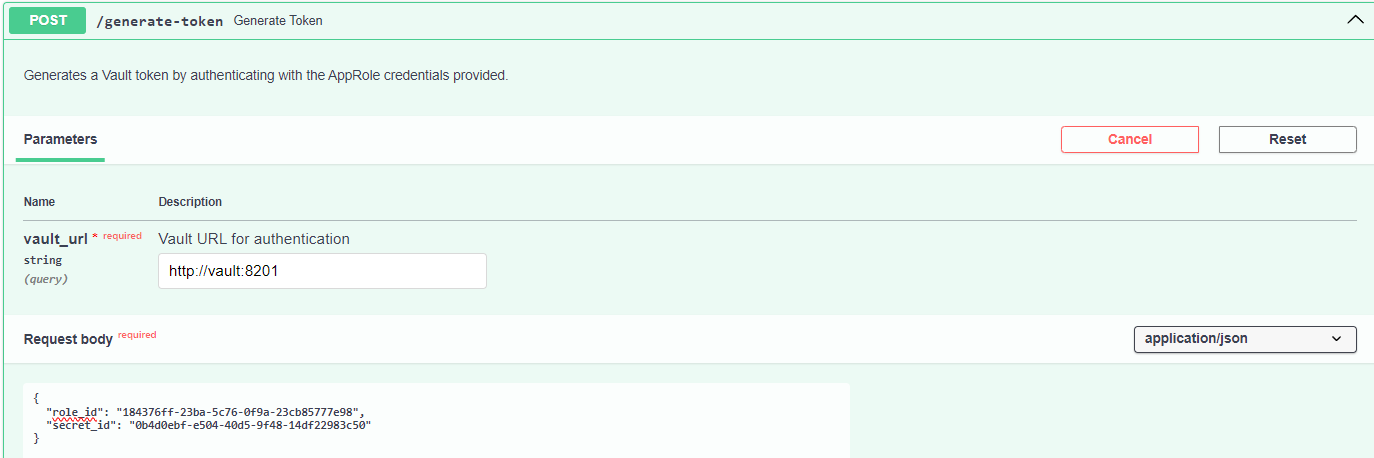 POST /generate-token Generate Token
Generates a Vault token by authenticating with the AppRole credentials provided.
Parameters Cancel Reset
Name Description
vault_url * required Vault URL for authentication
string
(query)
http://vault:8201
Request body required application/json
{
"role_id": "184376ff-23ba-5c76-0f9a-23cb85777e98",
"secret_id": "0b4d0ebf-e504-40d5-9f48-14df22983c50"
}